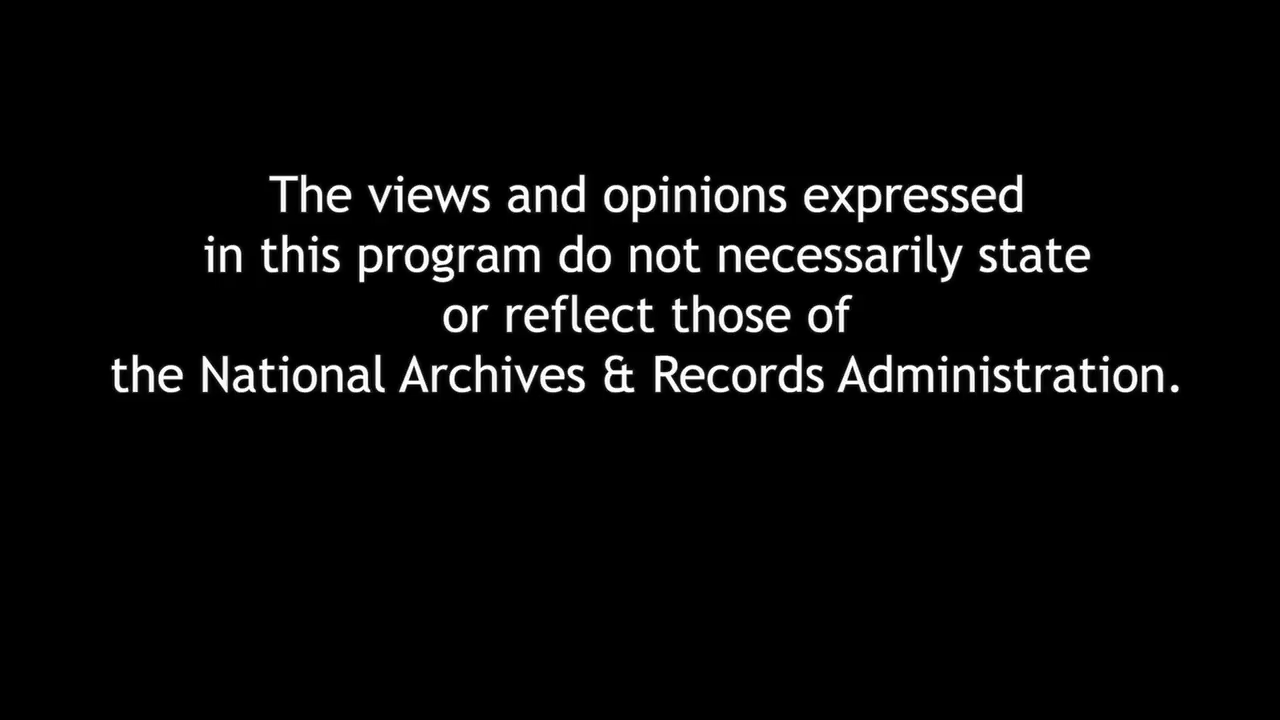 The views and opinions expressed
in this program do not necessarily state
or reflect those of
the National Archives & Records Administration.